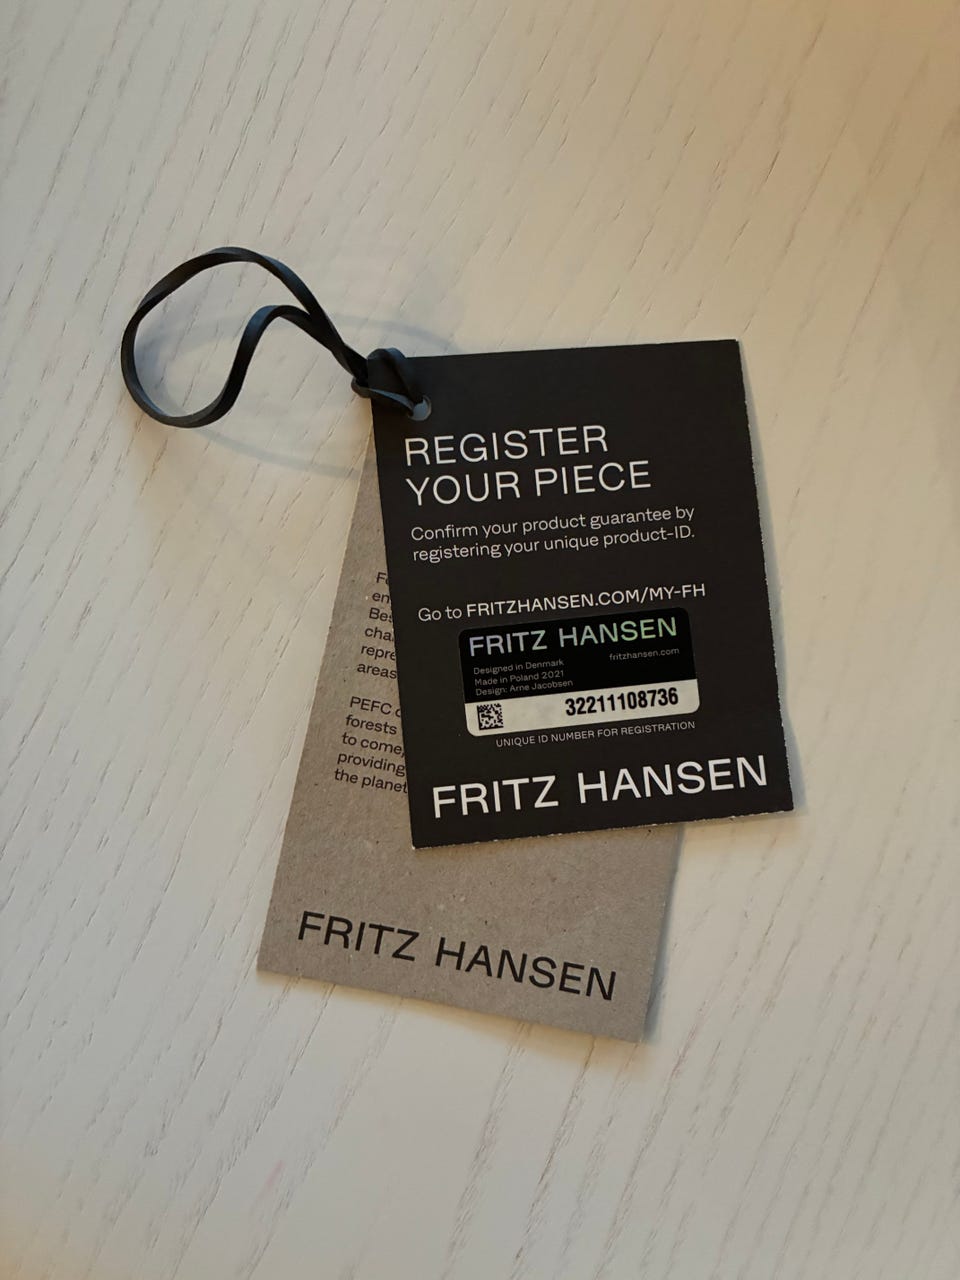 REGISTER
YOUR PIECE
Confirm your product guarantee by
registering your unique product-ID.
Go to FRITZHANSEN.COM/MY-FH
FRITZ HANSEN
Designed in Denmark
Made in Poland 2021
Design: Arne Jacobsen
fritzhansen.com
32211108736
UNIQUE ID NUMBER FOR REGISTRATION
FRITZ HANSEN
PEFC
forests
to come,
providing
the planet
FRITZ HANSEN